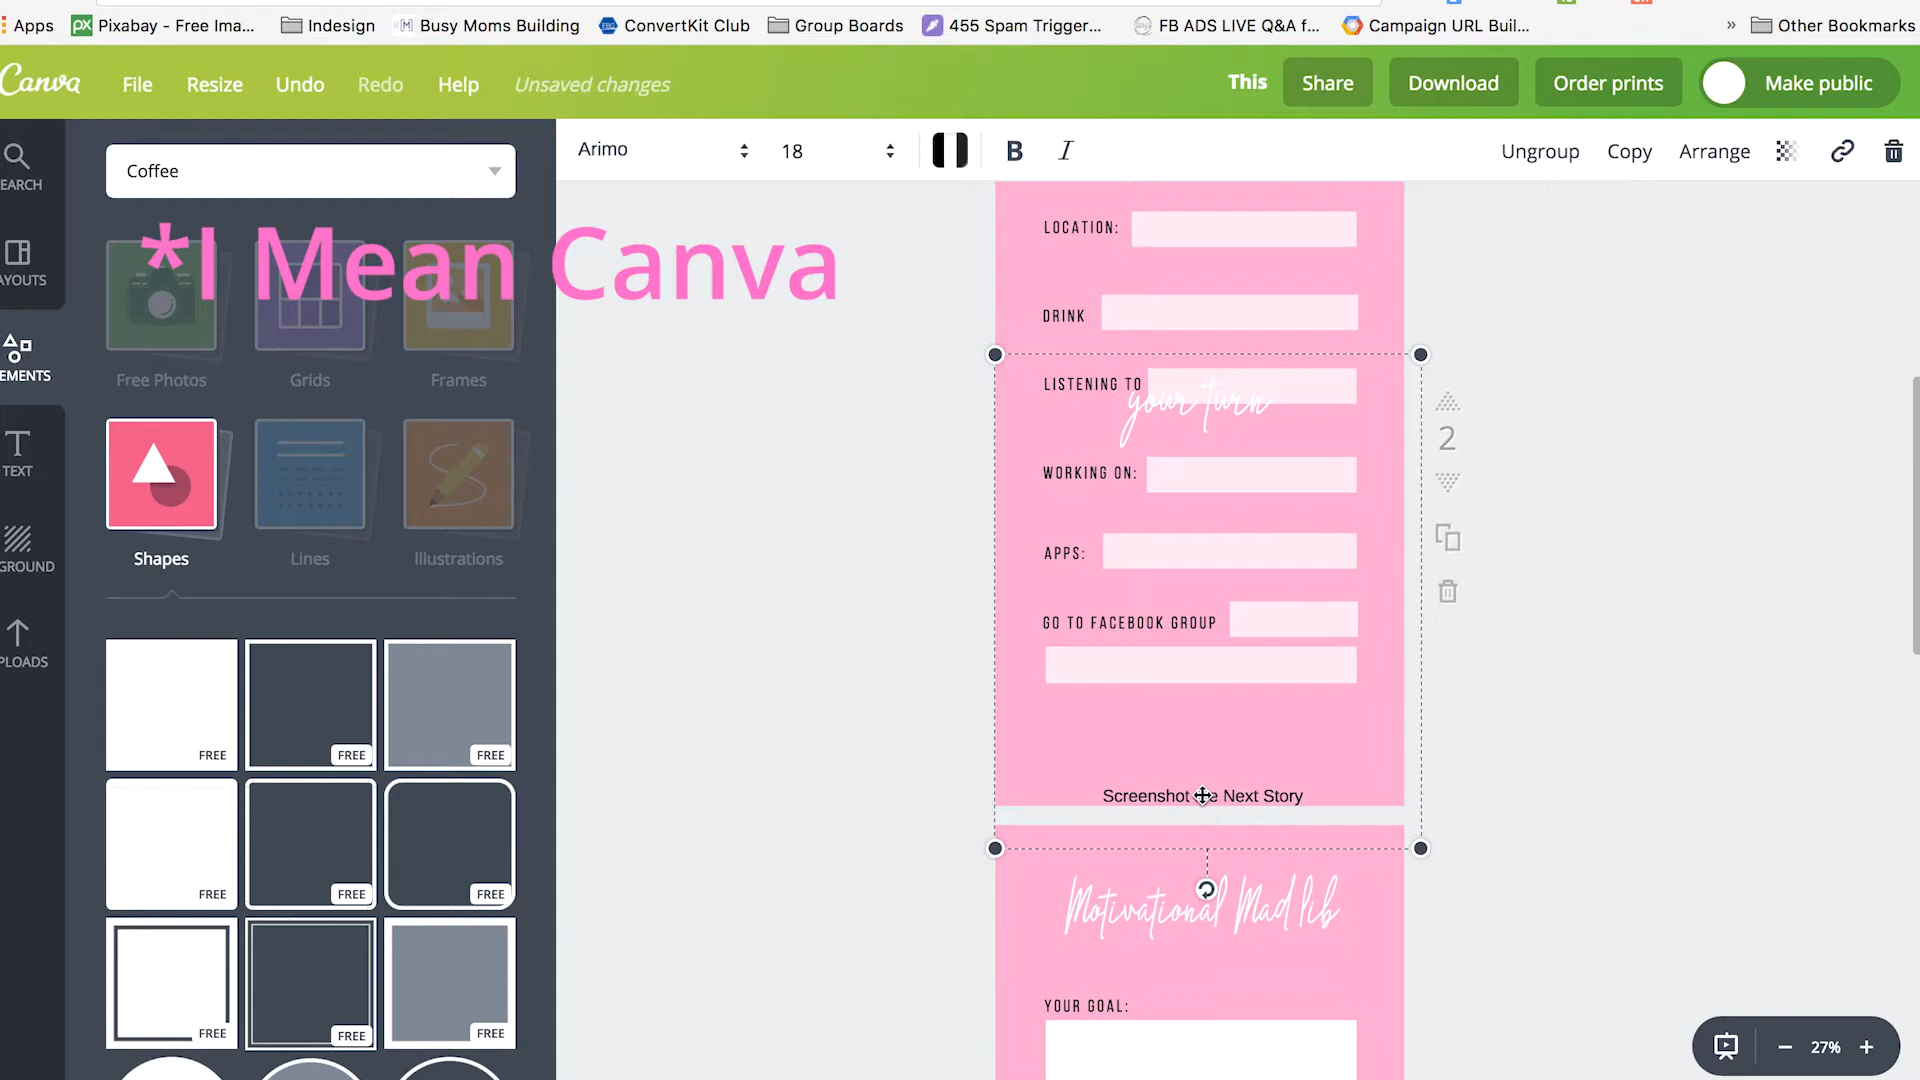 Apps Pixabay - Free Ima... Indesign Busy Moms Building ConvertKit Club Group Boards 455 Spam Trigger... FB ADS LIVE Q&A f... Campaign URL Buil... » Other Bookmarks
Canva File Resize Undo Redo Help Unsaved changes This Share Download Order prints Make public
Arimo 18 B I Ungroup Copy Arrange
EARCH
AYOUTS
EMENTS
TEXT
GROUND
PLOADS
Coffee
*I Mean Canva
Free Photos Grids Frames
Shapes Lines Illustrations
FREE FREE FREE
FREE FREE FREE
FREE FREE FREE
LOCATION:
DRINK
LISTENING TO
your turn
WORKING ON:
APPS:
GO TO FACEBOOK GROUP
Screenshot Next Story
2
Motivational Mad lib
YOUR GOAL:
27%